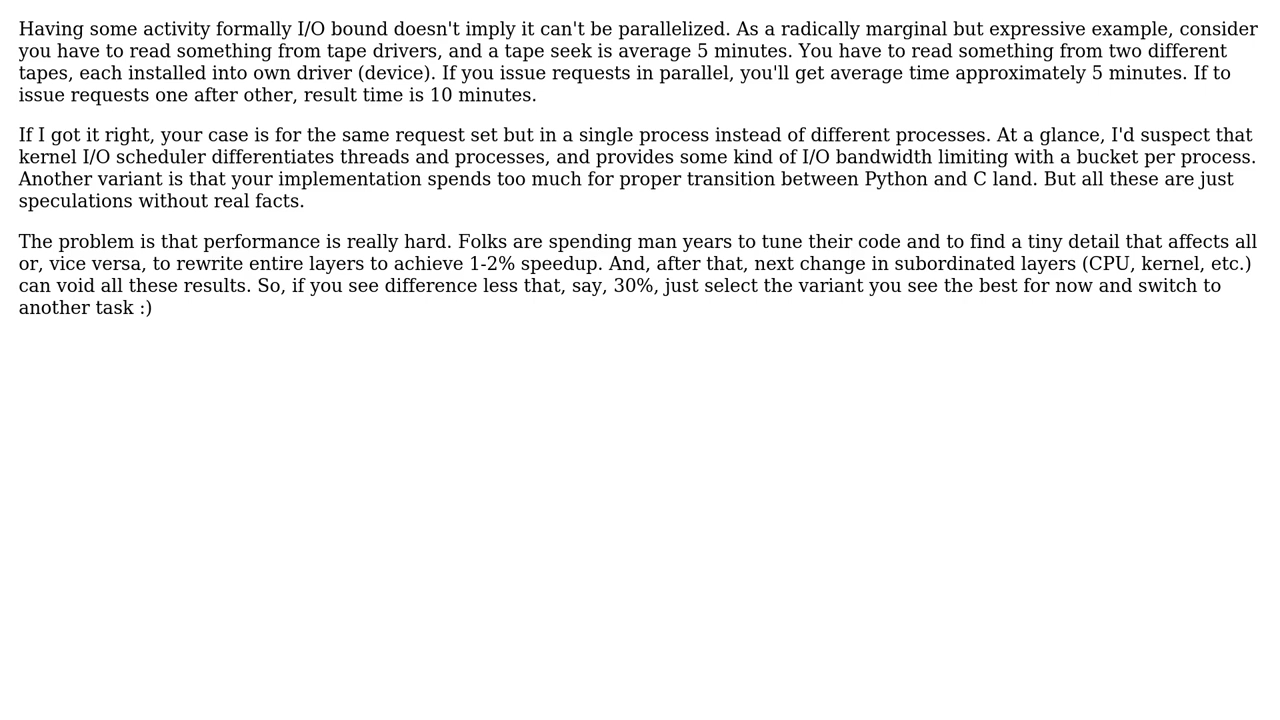 Having some activity formally I/O bound doesn't imply it can't be parallelized. As a radically marginal but expressive example, consider
you have to read something from tape drivers, and a tape seek is average 5 minutes. You have to read something from two different
tapes, each installed into own driver (device). If you issue requests in parallel, you'll get average time approximately 5 minutes. If to
issue requests one after other, result time is 10 minutes.
If I got it right, your case is for the same request set but in a single process instead of different processes. At a glance, I'd suspect that
kernel I/O scheduler differentiates threads and processes, and provides some kind of I/O bandwidth limiting with a bucket per process.
Another variant is that your implementation spends too much for proper transition between Python and C land. But all these are just
speculations without real facts.
The problem is that performance is really hard. Folks are spending man years to tune their code and to find a tiny detail that affects all
or, vice versa, to rewrite entire layers to achieve 1-2% speedup. And, after that, next change in subordinated layers (CPU, kernel, etc.)
can void all these results. So, if you see difference less that, say, 30%, just select the variant you see the best for now and switch to
another task :)